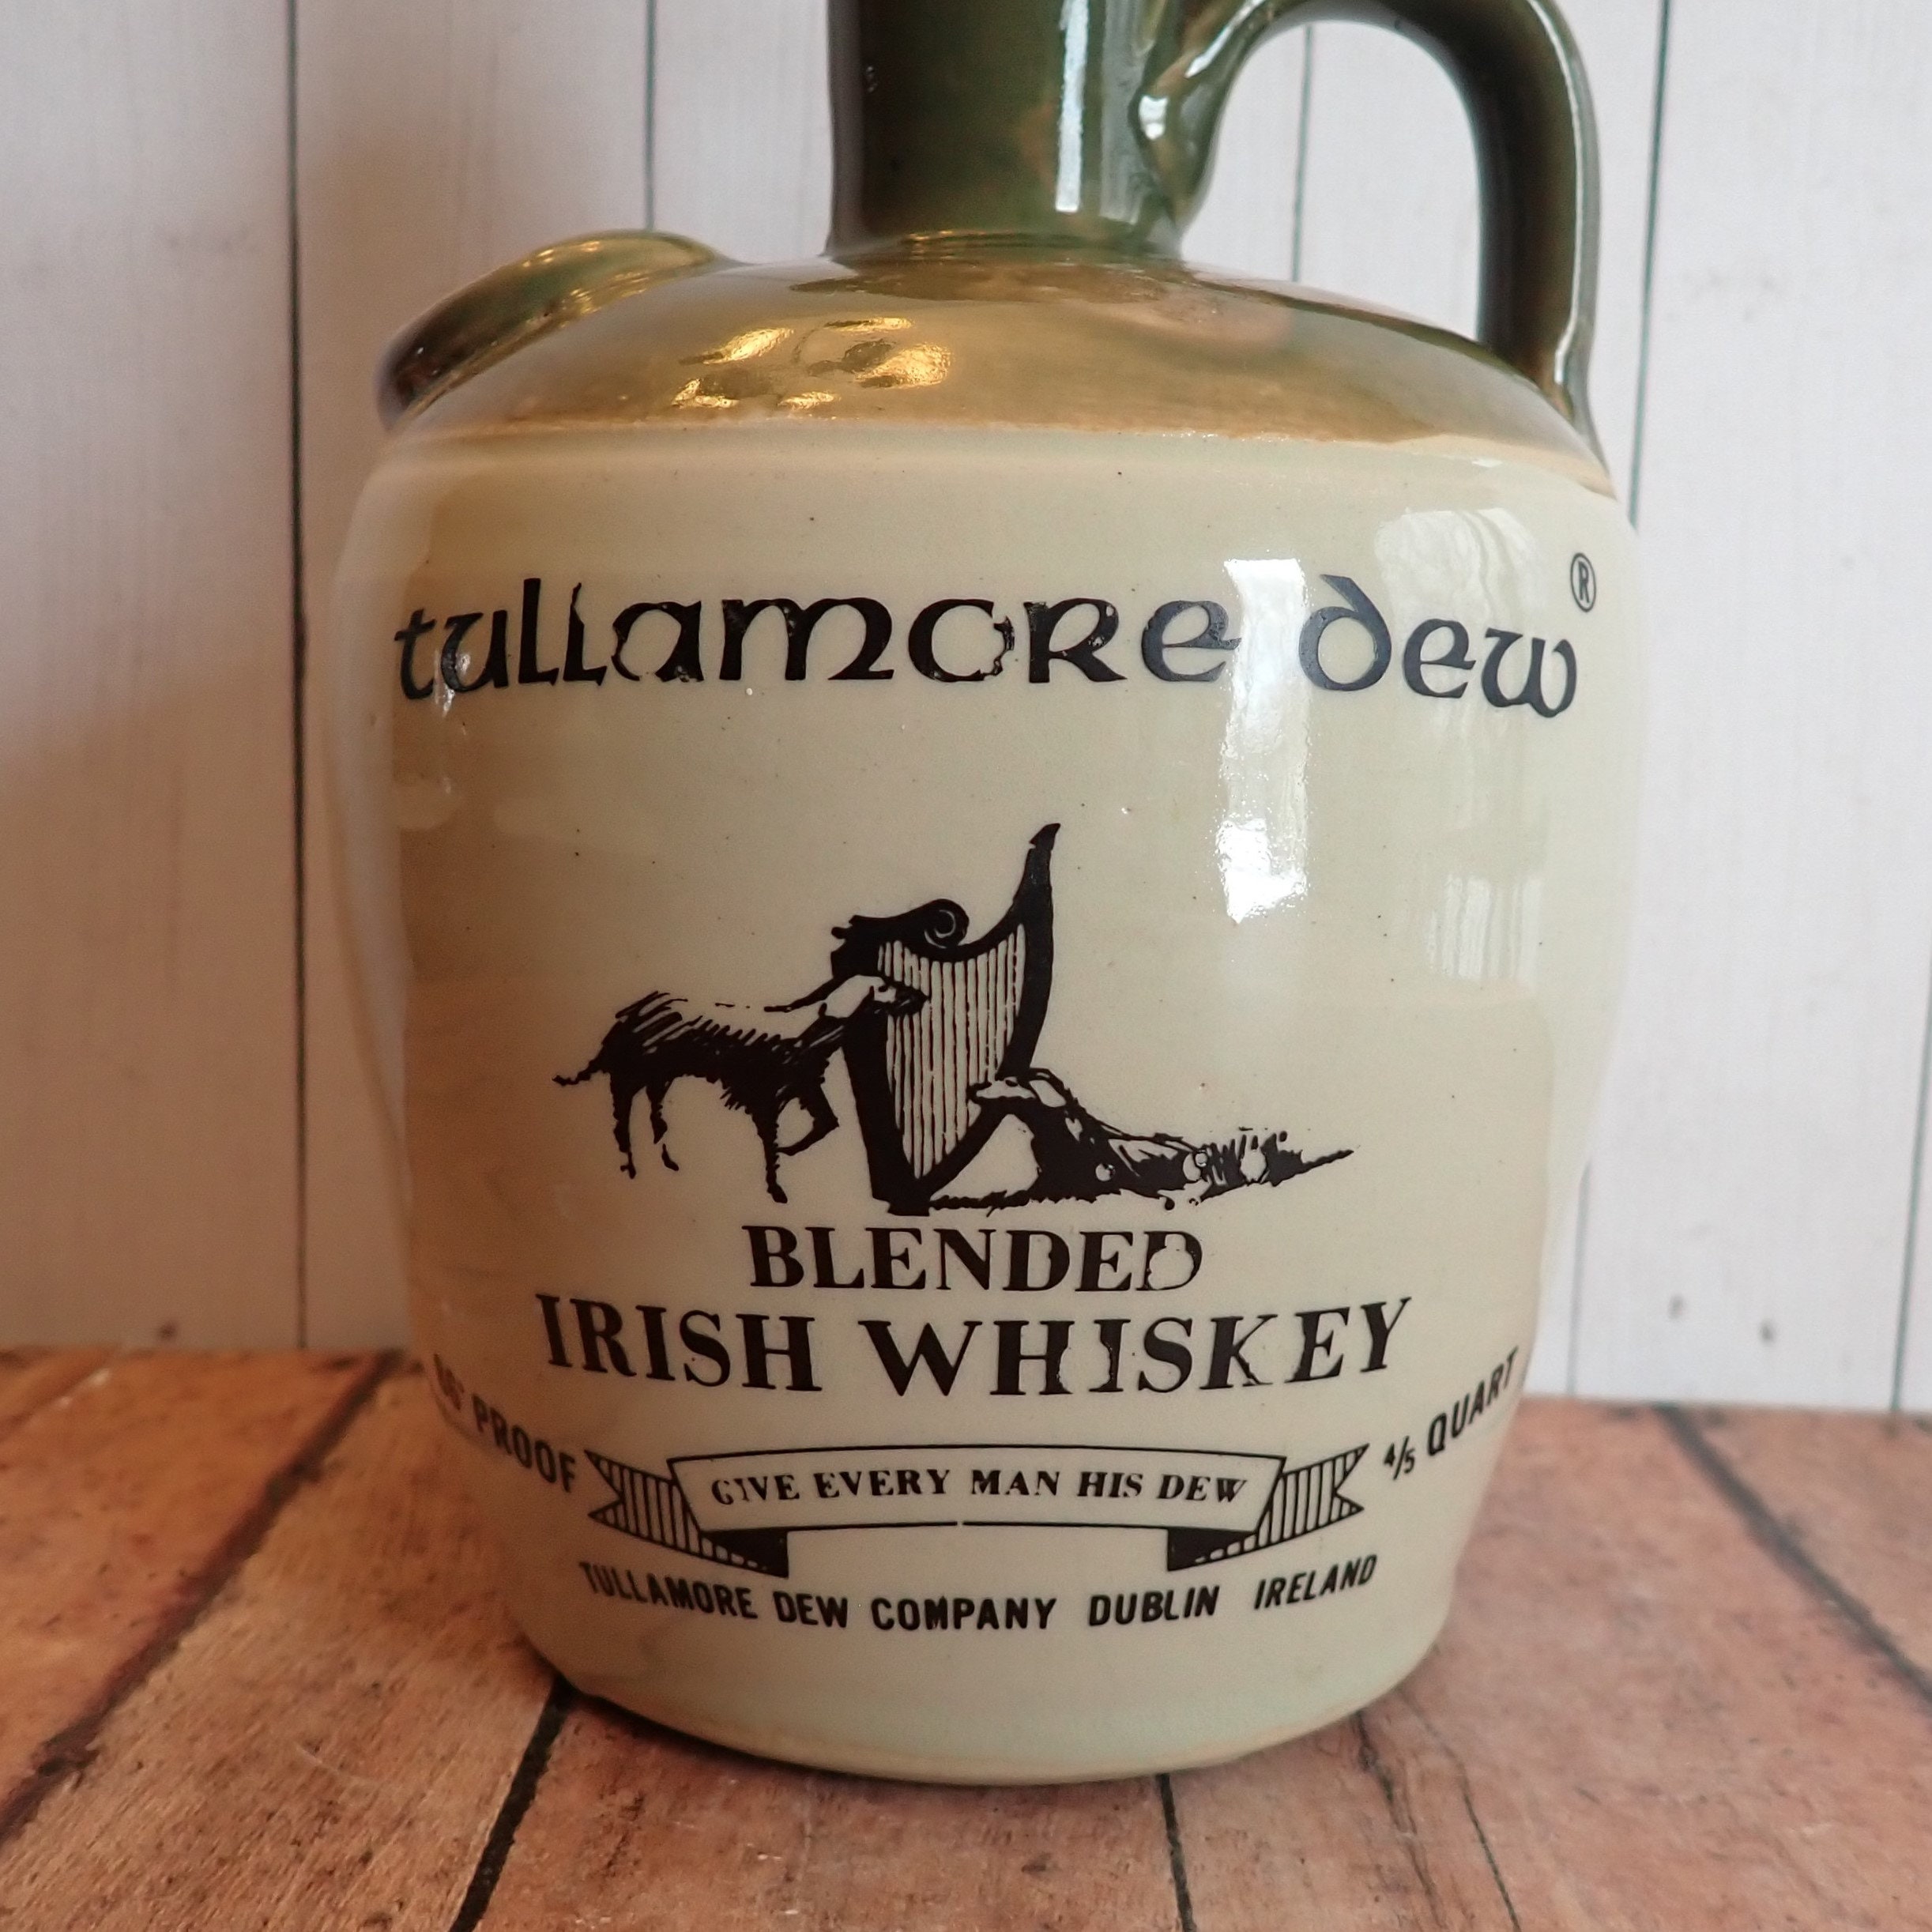 tullamore dew®
BLENDED
IRISH WHISKEY
PROOF
GIVE EVERY MAN HIS DEW
4/5 QUART
TULLAMORE DEW COMPANY DUBLIN IRELAND